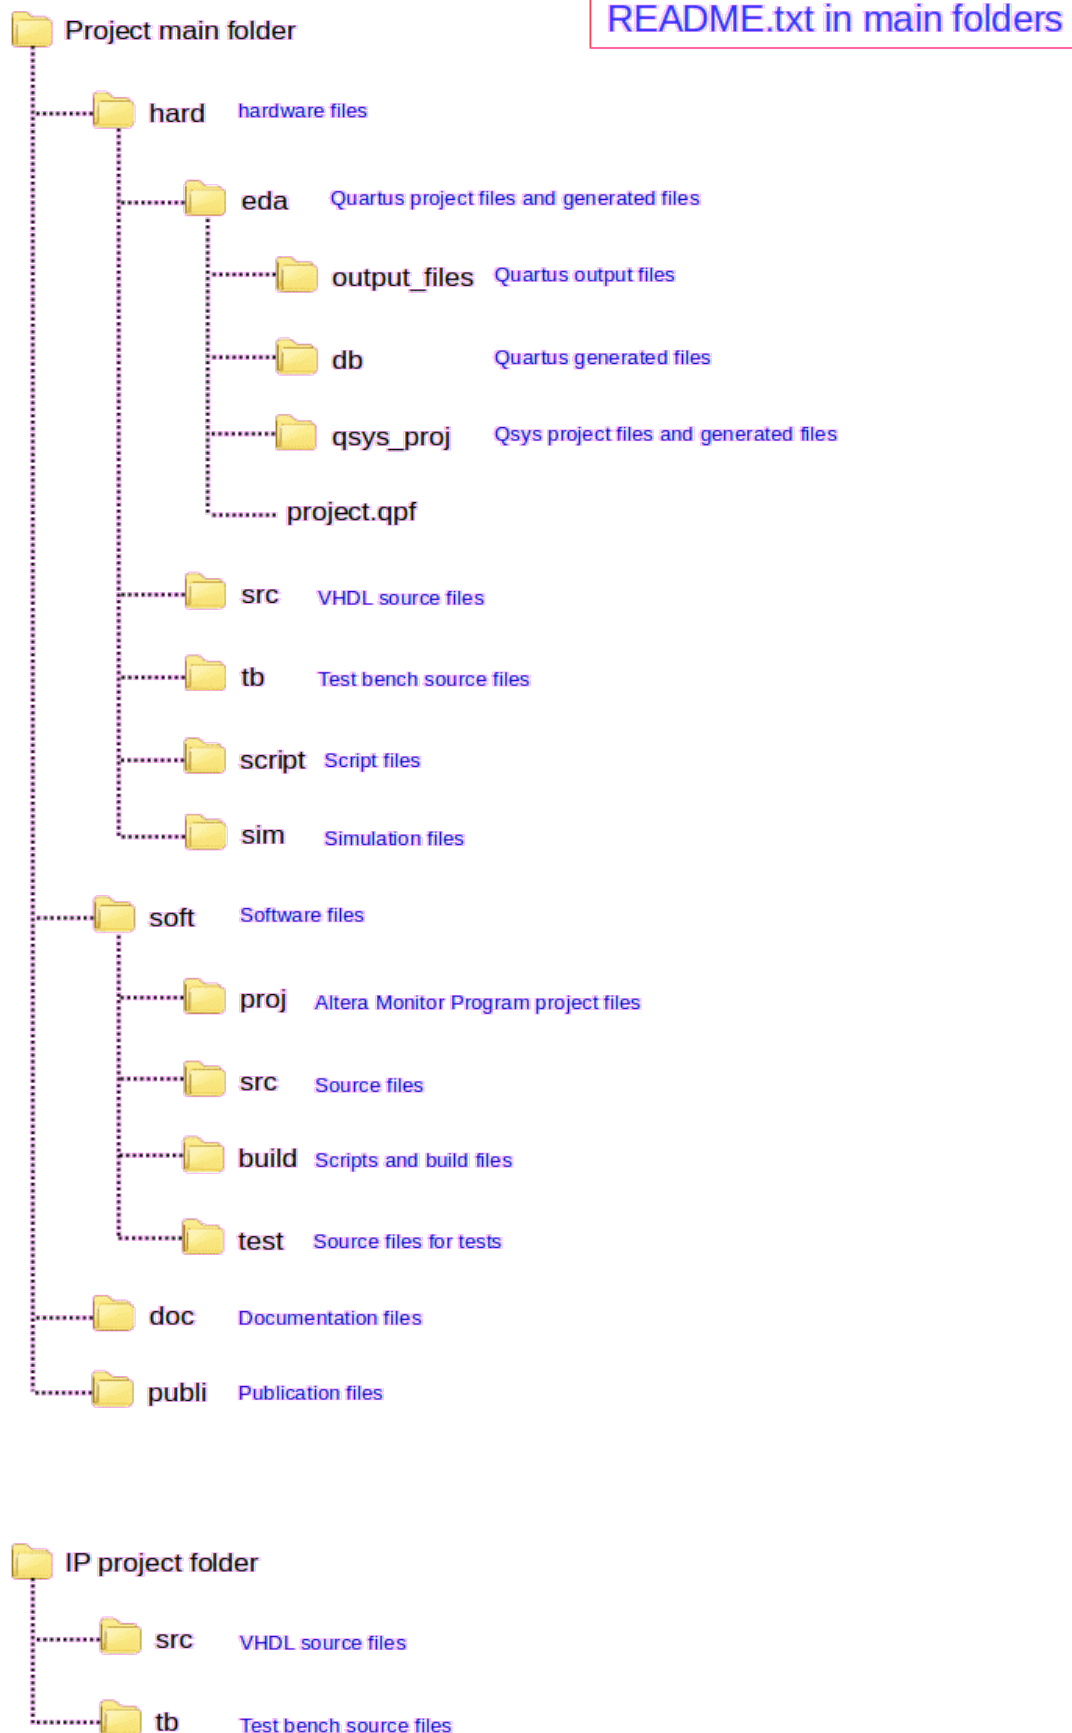 README.txt in main folders
Project main folder
hard hardware files
eda Quartus project files and generated files
output_files Quartus output files
db Quartus generated files
qsys_proj Qsys project files and generated files
project.qpf
src VHDL source files
tb Test bench source files
script Script files
sim Simulation files
soft Software files
proj Altera Monitor Program project files
src Source files
build Scripts and build files
test Source files for tests
doc Documentation files
publi Publication files
IP project folder
src VHDL source files
tb Test bench source files